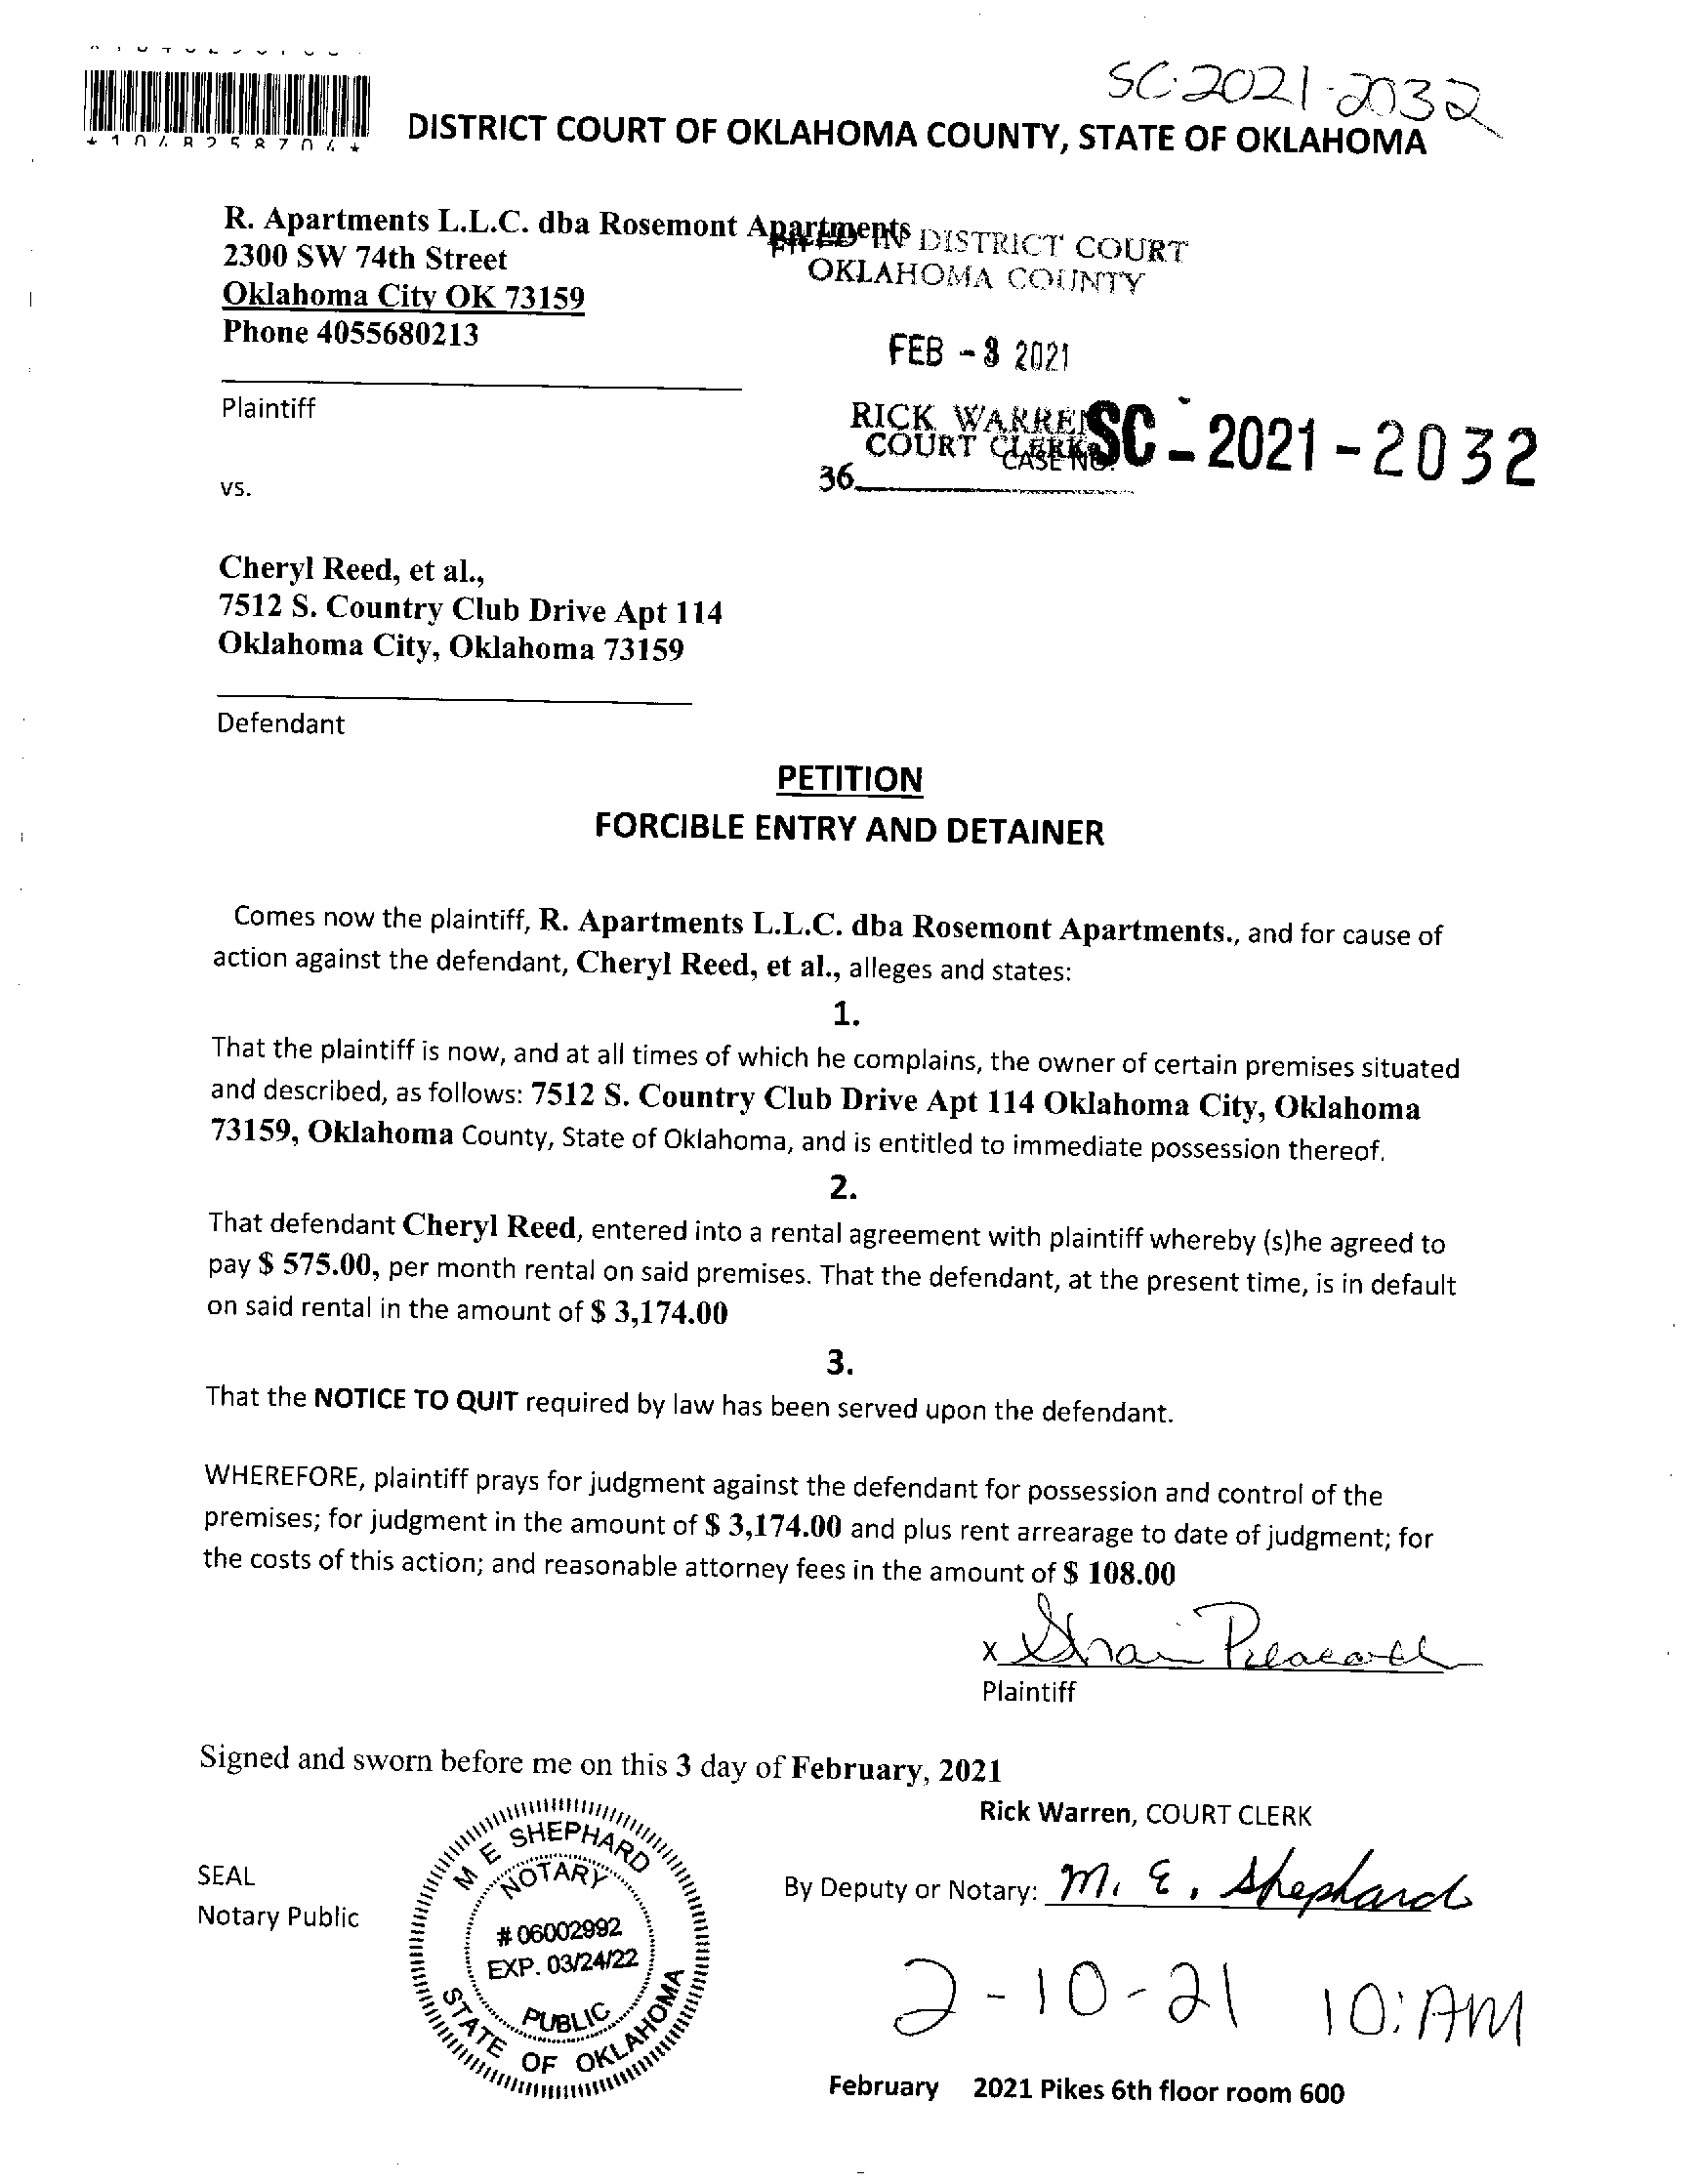 SC-2021-2032
DISTRICT COURT OF OKLAHOMA COUNTY, STATE OF OKLAHOMA
R. Apartments L.L.C. dba Rosemont Apartments
FILED IN DISTRICT COURT
2300 SW 74th Street
OKLAHOMA COUNTY
Oklahoma City OK 73159
Phone 4055680213
FEB - 3 2021
Plaintiff
RICK WARREN
COURT CLERK
CASE NO. SC - 2021 - 2032
36
vs.
Cheryl Reed, et al.,
7512 S. Country Club Drive Apt 114
Oklahoma City, Oklahoma 73159
Defendant
PETITION
FORCIBLE ENTRY AND DETAINER
Comes now the plaintiff, R. Apartments L.L.C. dba Rosemont Apartments., and for cause of
action against the defendant, Cheryl Reed, et al., alleges and states:
1.
That the plaintiff is now, and at all times of which he complains, the owner of certain premises situated
and described, as follows: 7512 S. Country Club Drive Apt 114 Oklahoma City, Oklahoma
73159, Oklahoma County, State of Oklahoma, and is entitled to immediate possession thereof.
2.
That defendant Cheryl Reed, entered into a rental agreement with plaintiff whereby (s)he agreed to
pay $ 575.00, per month rental on said premises. That the defendant, at the present time, is in default
on said rental in the amount of $ 3,174.00
3.
That the NOTICE TO QUIT required by law has been served upon the defendant.
WHEREFORE, plaintiff prays for judgment against the defendant for possession and control of the
premises; for judgment in the amount of $ 3,174.00 and plus rent arrearage to date of judgment; for
the costs of this action; and reasonable attorney fees in the amount of $ 108.00
x
Plaintiff
Signed and sworn before me on this 3 day of February, 2021
Rick Warren, COURT CLERK
SEAL
Notary Public
M E SHEPHARD
NOTARY
# 06002992
EXP. 03/24/22
PUBLIC
STATE OF OKLAHOMA
By Deputy or Notary: M. E. Shephard
2-10-21 10:AM
February 2021 Pikes 6th floor room 600